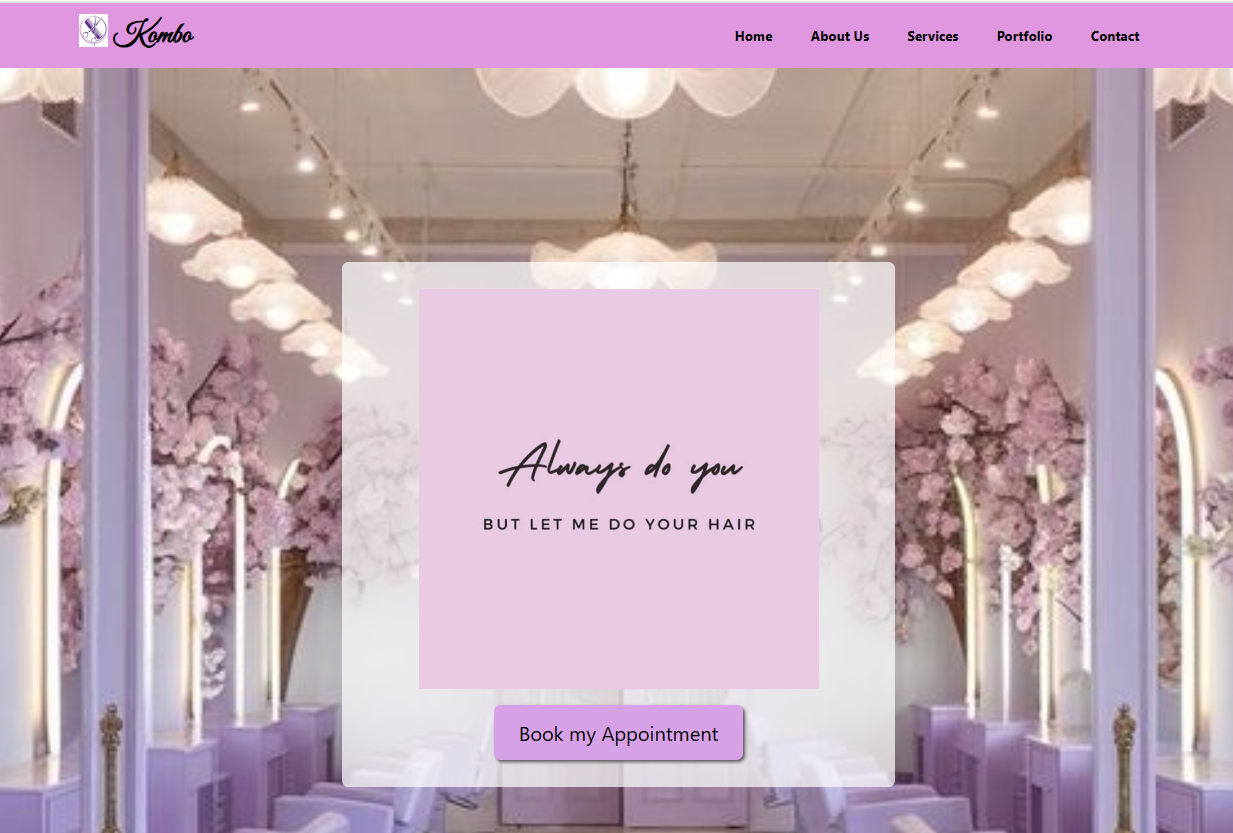 Kombo
Home About Us Services Portfolio Contact
Always do you
BUT LET ME DO YOUR HAIR
Book my Appointment